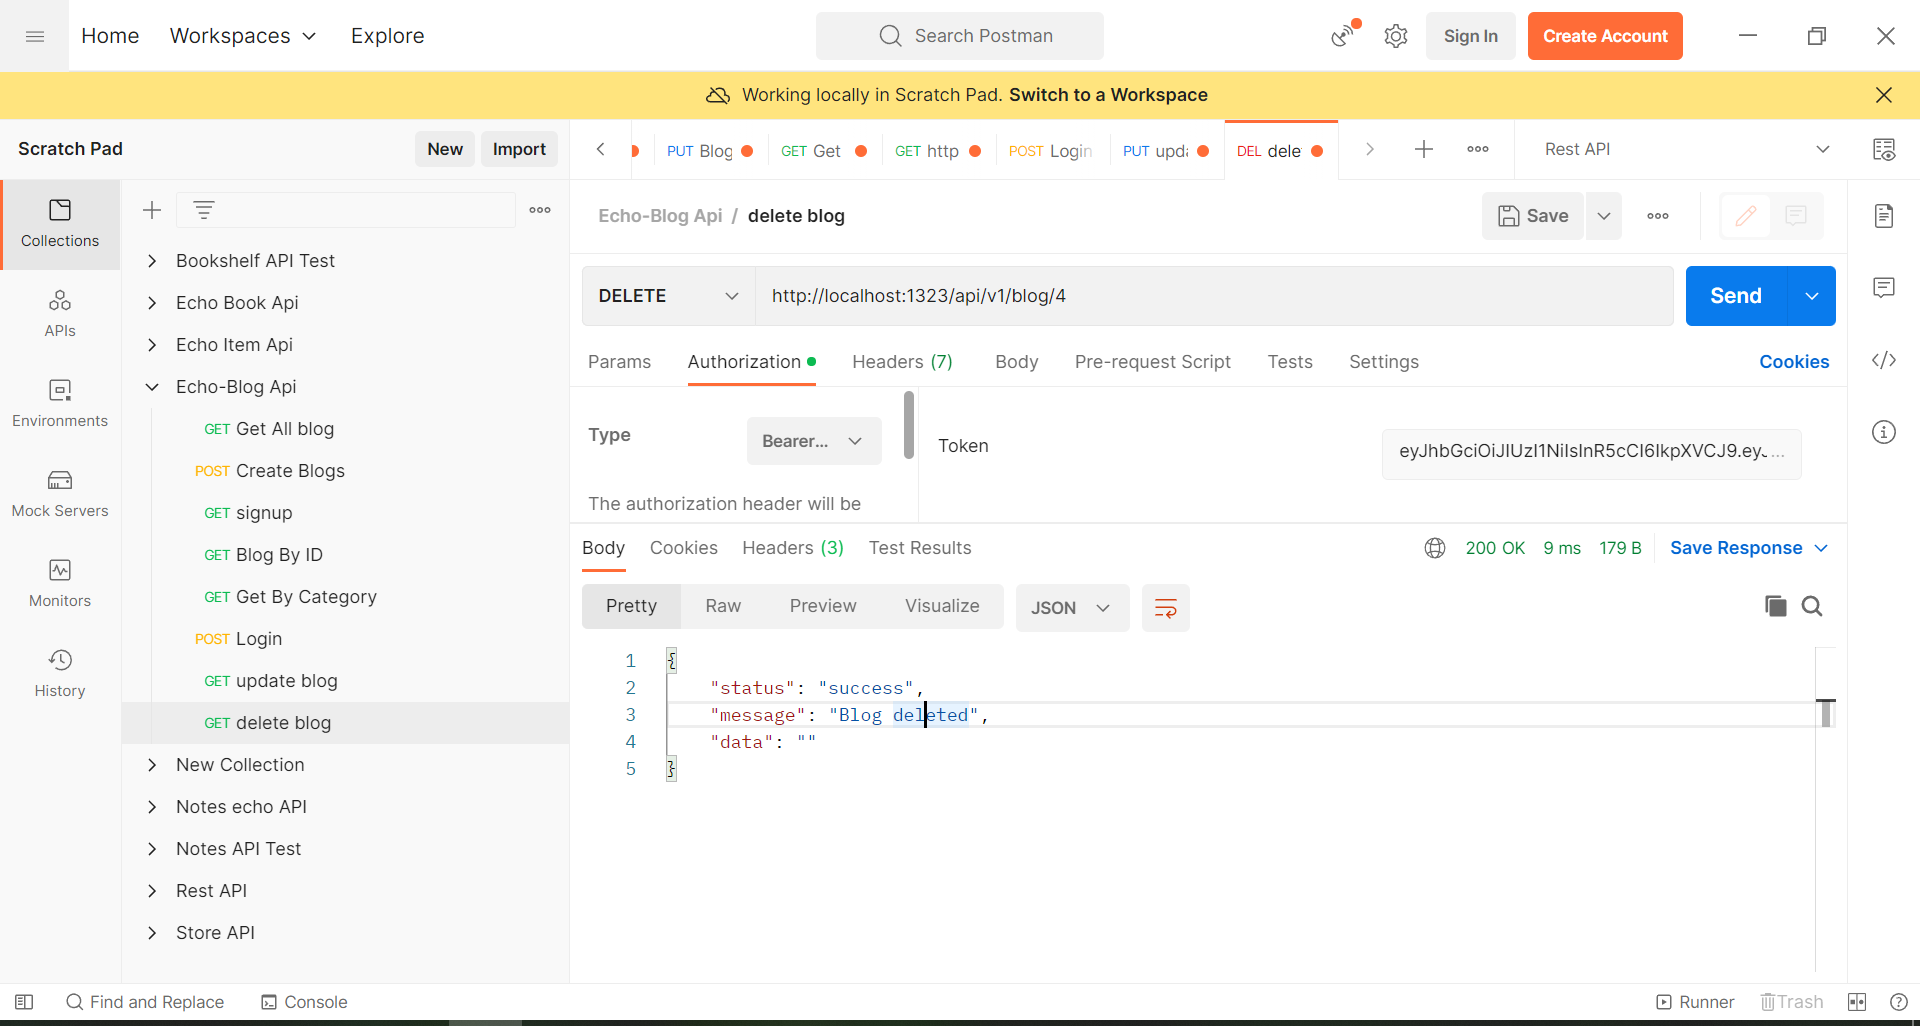 Home Workspaces Explore Search Postman Sign In Create Account
Working locally in Scratch Pad. Switch to a Workspace
Scratch Pad New Import
PUT Blog GET Get GET http POST Login PUT upd DEL dele Rest API
Collections
APIs
Environments
Mock Servers
Monitors
History
Bookshelf API Test
Echo Book Api
Echo Item Api
Echo-Blog Api
GET Get All blog
POST Create Blogs
GET signup
GET Blog By ID
GET Get By Category
POST Login
GET update blog
GET delete blog
New Collection
Notes echo API
Notes API Test
Rest API
Store API
Echo-Blog Api / delete blog Save
DELETE http://localhost:1323/api/v1/blog/4 Send
Params Authorization Headers (7) Body Pre-request Script Tests Settings Cookies
Type Bearer...
The authorization header will be
Token eyJhbGciOiJIUzI1NiIsInR5cCI6IkpXVCJ9.eyJ...
Body Cookies Headers (3) Test Results 200 OK 9 ms 179 B Save Response
Pretty Raw Preview Visualize JSON
1 {
2 "status": "success",
3 "message": "Blog deleted",
4 "data": ""
5 }
Find and Replace Console Runner Trash